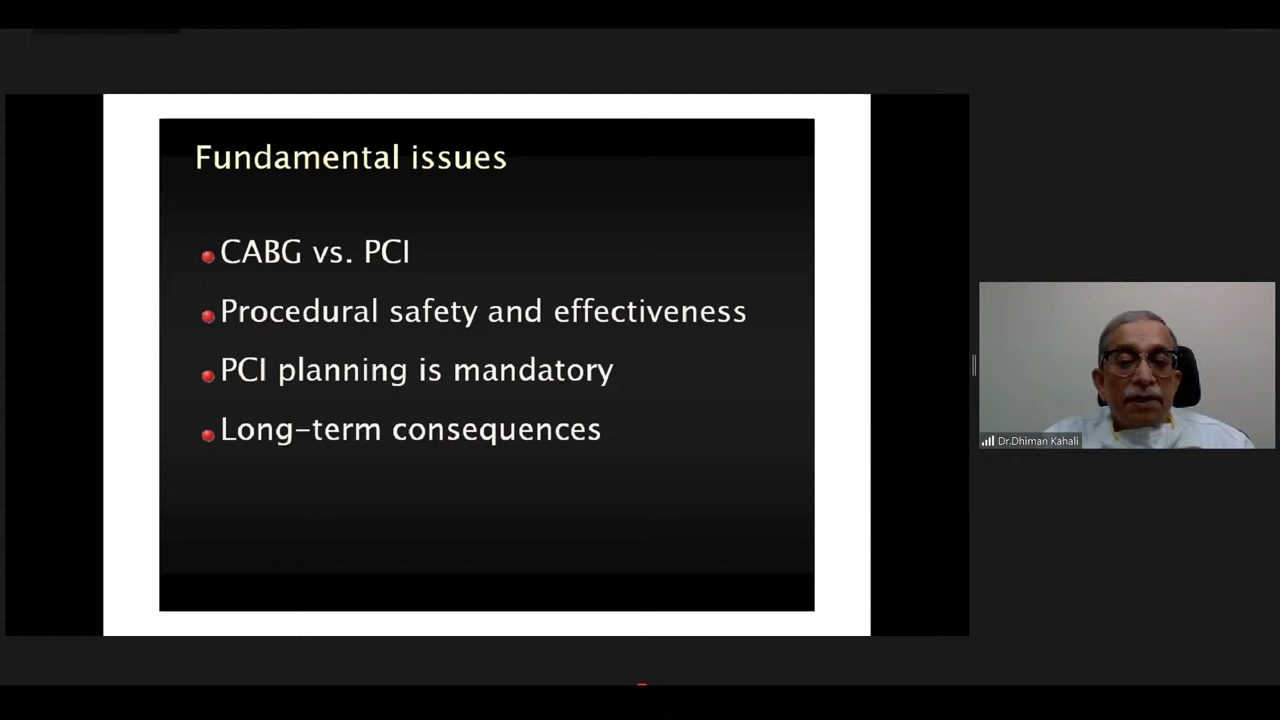 Fundamental issues
CABG vs. PCI
Procedural safety and effectiveness
PCI planning is mandatory
Long-term consequences
Dr.Dhiman Kahali